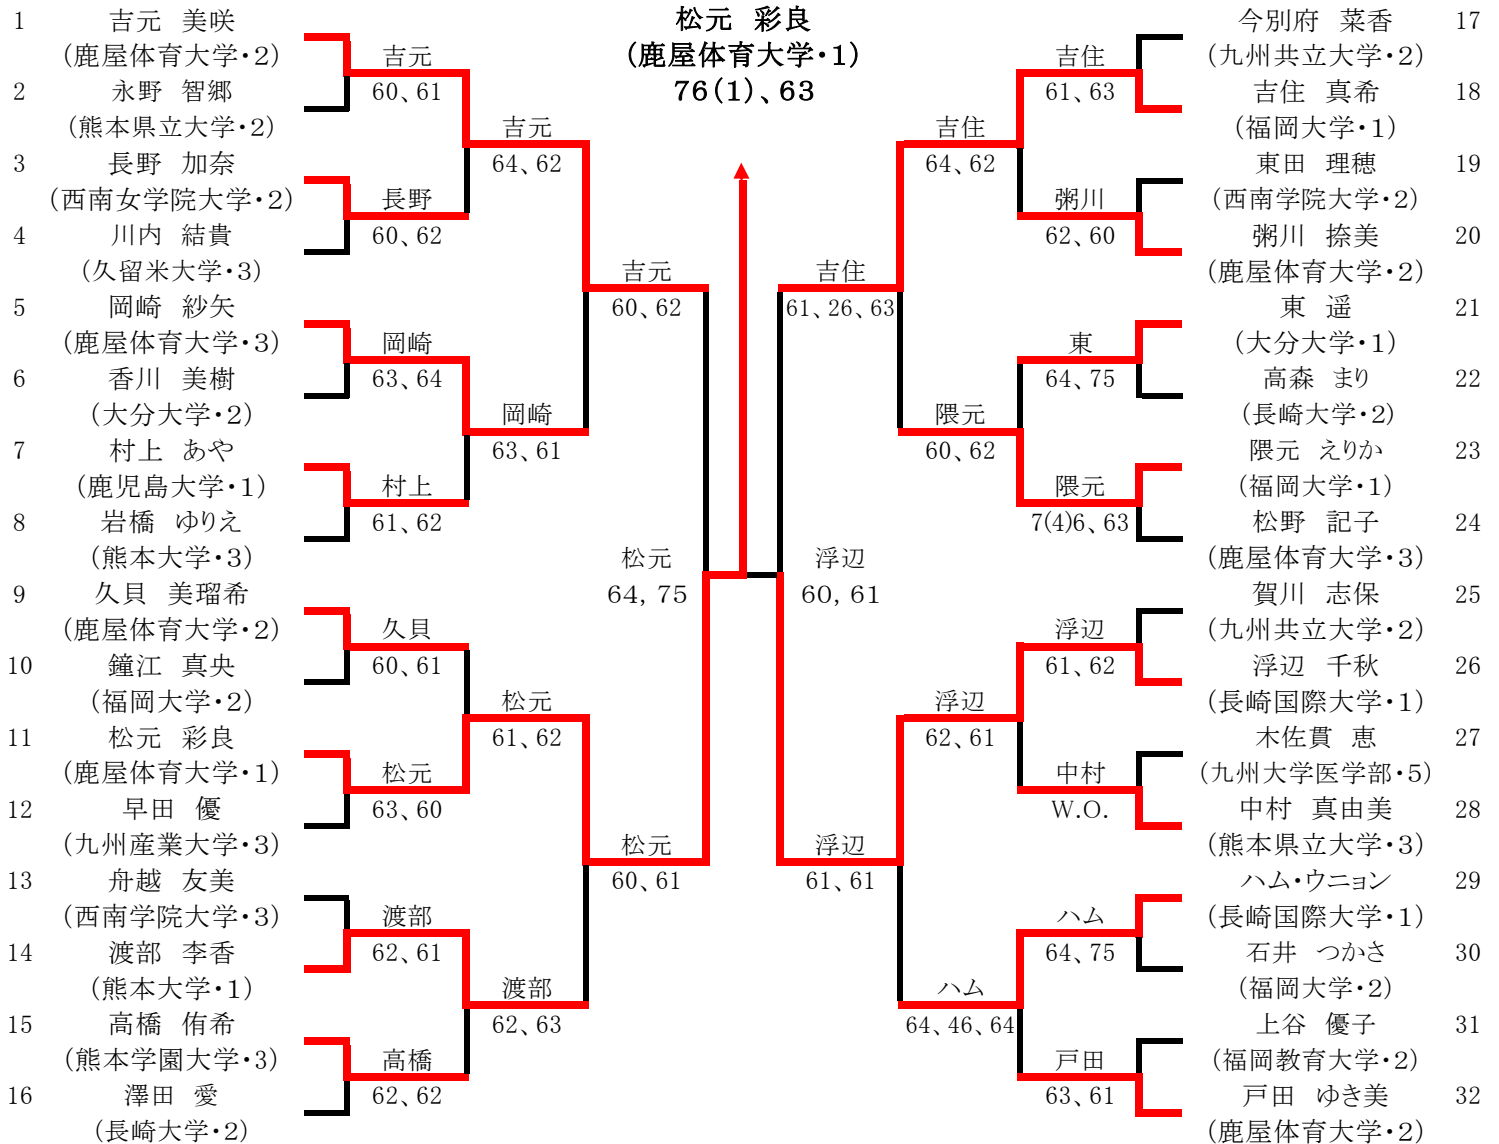 松元 彩良
(鹿屋体育大学・1)
76(1)、63
1 吉元 美咲
(鹿屋体育大学・2)
2 永野 智郷
(熊本県立大学・2)
3 長野 加奈
(西南女学院大学・2)
4 川内 結貴
(久留米大学・3)
5 岡崎 紗矢
(鹿屋体育大学・3)
6 香川 美樹
(大分大学・2)
7 村上 あや
(鹿児島大学・1)
8 岩橋 ゆりえ
(熊本大学・3)
9 久貝 美瑠希
(鹿屋体育大学・2)
10 鐘江 真央
(福岡大学・2)
11 松元 彩良
(鹿屋体育大学・1)
12 早田 優
(九州産業大学・3)
13 舟越 友美
(西南学院大学・3)
14 渡部 李香
(熊本大学・1)
15 高橋 侑希
(熊本学園大学・3)
16 澤田 愛
(長崎大学・2)
吉元
60、61
長野
60、62
岡崎
63、64
村上
61、62
久貝
60、61
松元
63、60
渡部
62、61
高橋
62、62
吉元
64、62
岡崎
63、61
松元
61、62
渡部
62、63
吉元
60、62
松元
60、61
松元
64, 75
浮辺
60, 61
吉住
61、26、63
浮辺
61、61
吉住
64、62
隈元
60、62
浮辺
62、61
ハム
64、46、64
吉住
61、63
粥川
62、60
東
64、75
隈元
7(4)6、63
浮辺
61、62
中村
W.O.
ハム
64、75
戸田
63、61
今別府 菜香 17
(九州共立大学・2)
吉住 真希 18
(福岡大学・1)
東田 理穂 19
(西南学院大学・2)
粥川 捺美 20
(鹿屋体育大学・2)
東 遥 21
(大分大学・1)
高森 まり 22
(長崎大学・2)
隈元 えりか 23
(福岡大学・1)
松野 記子 24
(鹿屋体育大学・3)
賀川 志保 25
(九州共立大学・2)
浮辺 千秋 26
(長崎国際大学・1)
木佐貫 恵 27
(九州大学医学部・5)
中村 真由美 28
(熊本県立大学・3)
ハム・ウニョン 29
(長崎国際大学・1)
石井 つかさ 30
(福岡大学・2)
上谷 優子 31
(福岡教育大学・2)
戸田 ゆき美 32
(鹿屋体育大学・2)